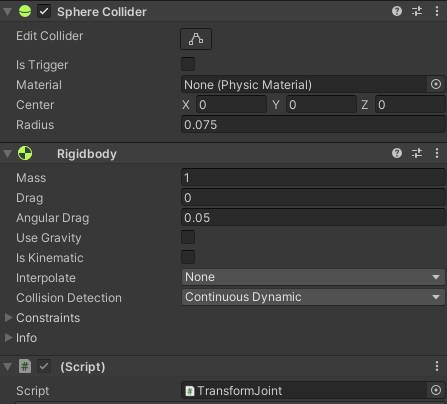 Sphere Collider
Edit Collider
Is Trigger
Material None (Physic Material)
Center X 0 Y 0 Z 0
Radius 0.075
Rigidbody
Mass 1
Drag 0
Angular Drag 0.05
Use Gravity
Is Kinematic
Interpolate None
Collision Detection Continuous Dynamic
Constraints
Info
# (Script)
Script # TransformJoint